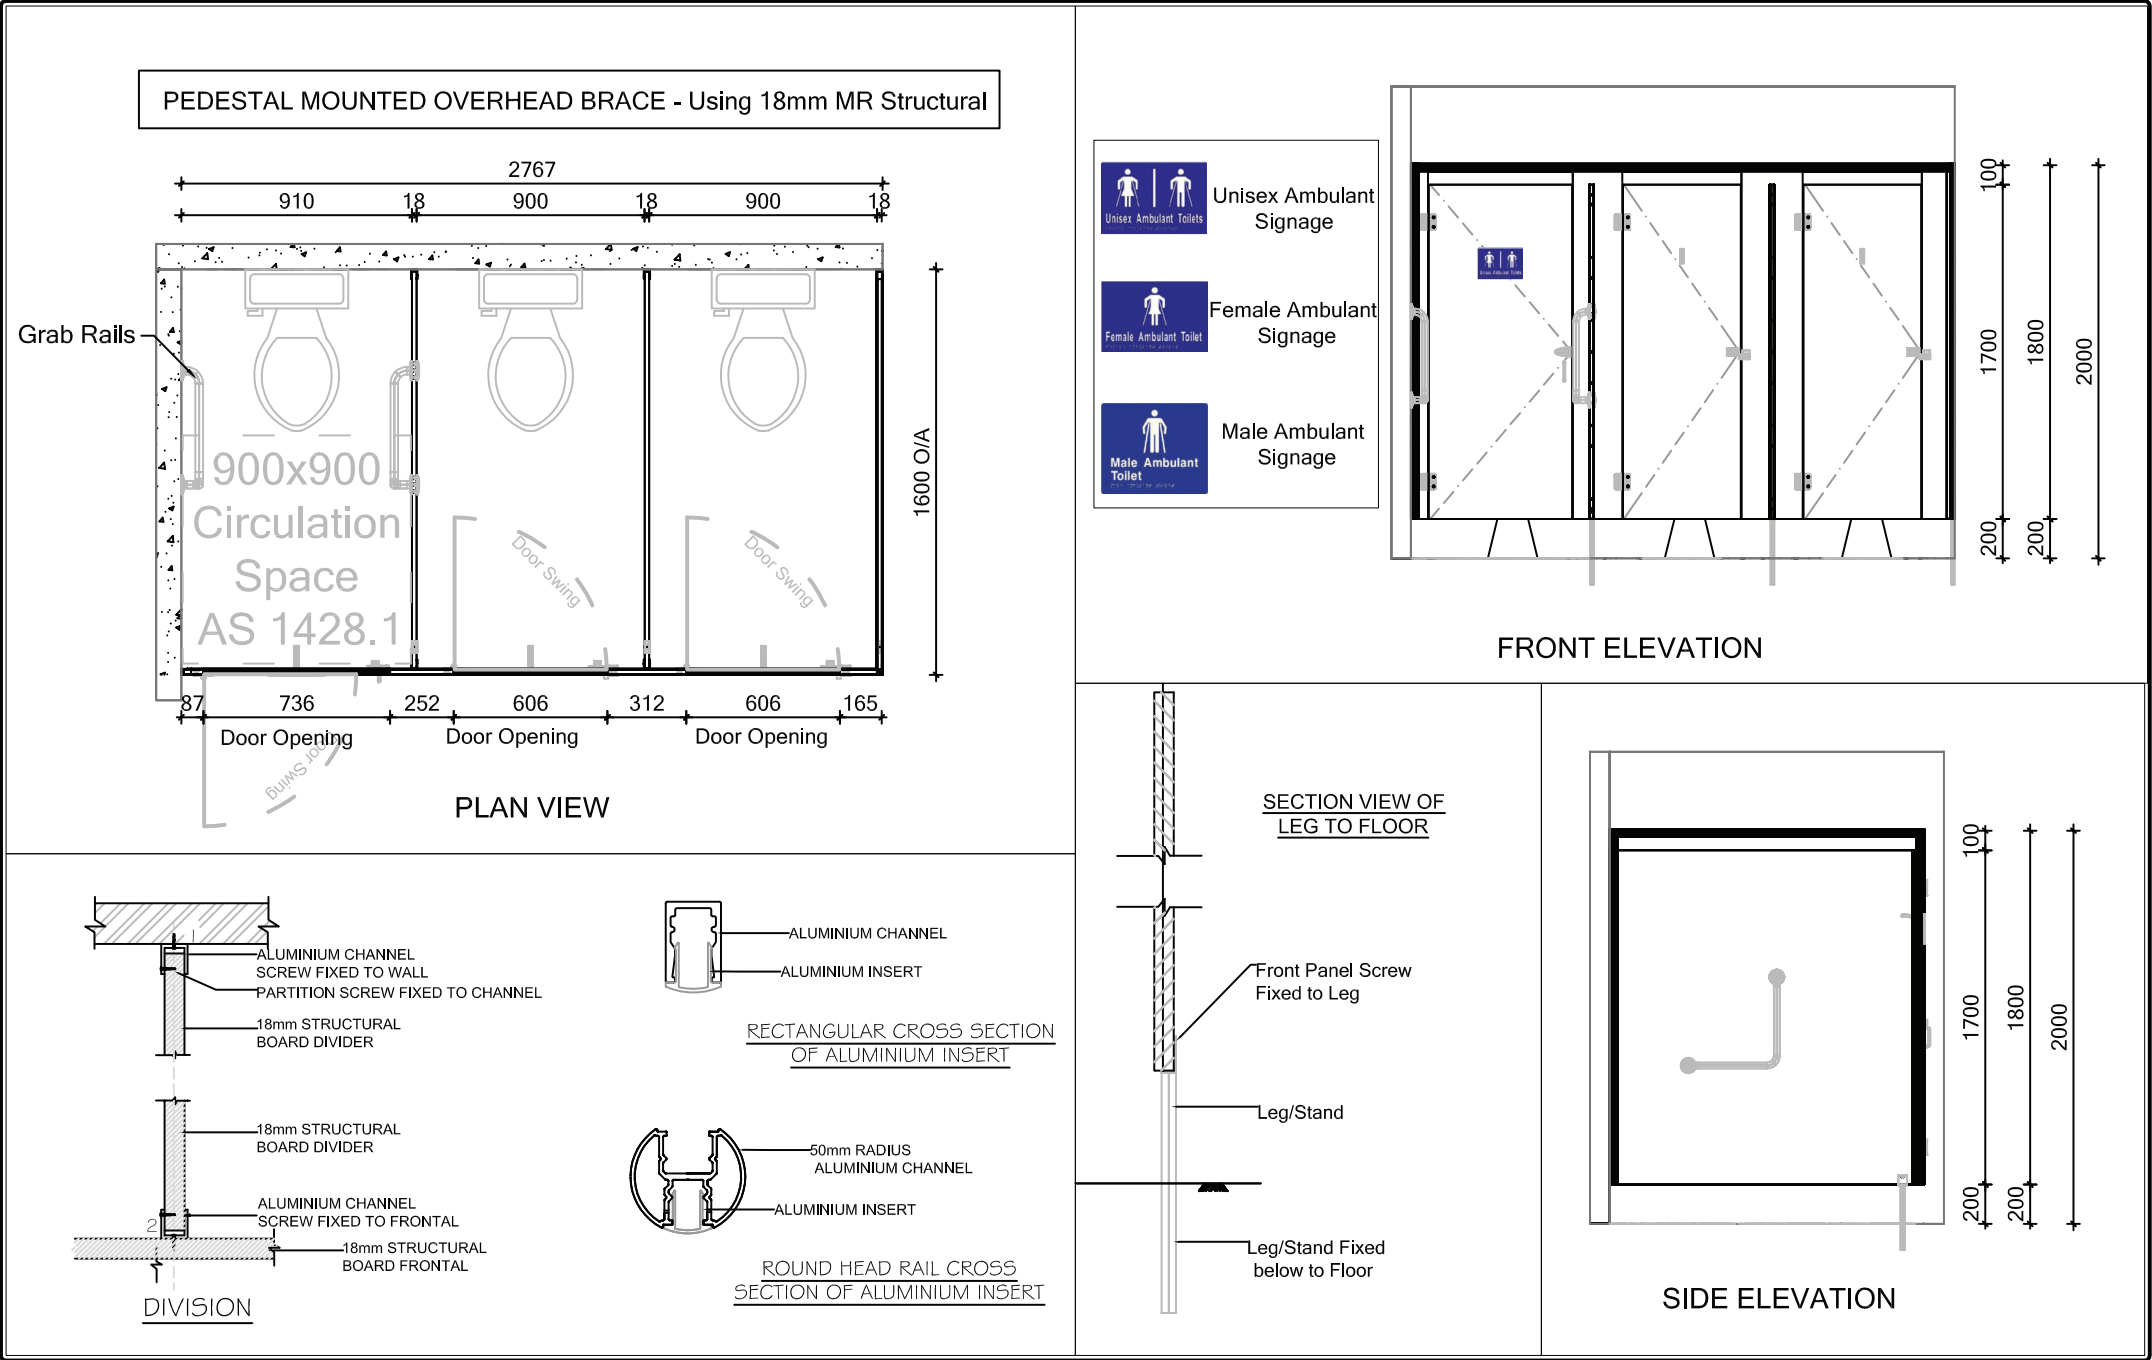 PEDESTAL MOUNTED OVERHEAD BRACE - Using 18mm MR Structural
2767
910
18
900
18
900
18
Grab Rails
900x900
Circulation
Space
AS 1428.1
Door Swing
Door Swing
1600 O/A
87
736
252
606
312
606
165
Door Opening
Door Opening
Door Opening
Door Swing
PLAN VIEW
Unisex Ambulant Toilets
Unisex Ambulant
Signage
Female Ambulant Toilet
Female Ambulant
Signage
Male Ambulant
Toilet
Male Ambulant
Signage
Unisex Ambulant Toilets
100
1700
1800
2000
200
200
FRONT ELEVATION
1
ALUMINIUM CHANNEL
SCREW FIXED TO WALL
PARTITION SCREW FIXED TO CHANNEL
18mm STRUCTURAL
BOARD DIVIDER
18mm STRUCTURAL
BOARD DIVIDER
ALUMINIUM CHANNEL
SCREW FIXED TO FRONTAL
2
18mm STRUCTURAL
BOARD FRONTAL
DIVISION
ALUMINIUM CHANNEL
ALUMINIUM INSERT
RECTANGULAR CROSS SECTION
OF ALUMINIUM INSERT
50mm RADIUS
ALUMINIUM CHANNEL
ALUMINIUM INSERT
ROUND HEAD RAIL CROSS
SECTION OF ALUMINIUM INSERT
SECTION VIEW OF
LEG TO FLOOR
Front Panel Screw
Fixed to Leg
Leg/Stand
Leg/Stand Fixed
below to Floor
100
1700
1800
2000
200
200
SIDE ELEVATION